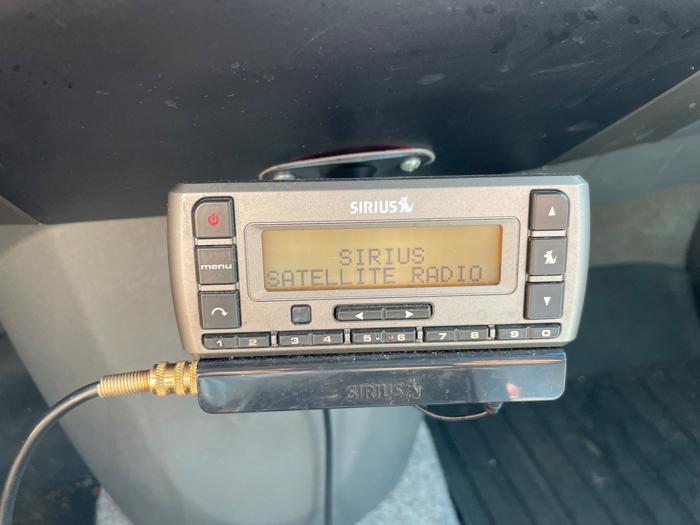 SIRIUS
SIRIUS
SATELLITE RADIO
menu
1 2 3 4 5 6 7 8 9 0
SIRIUS